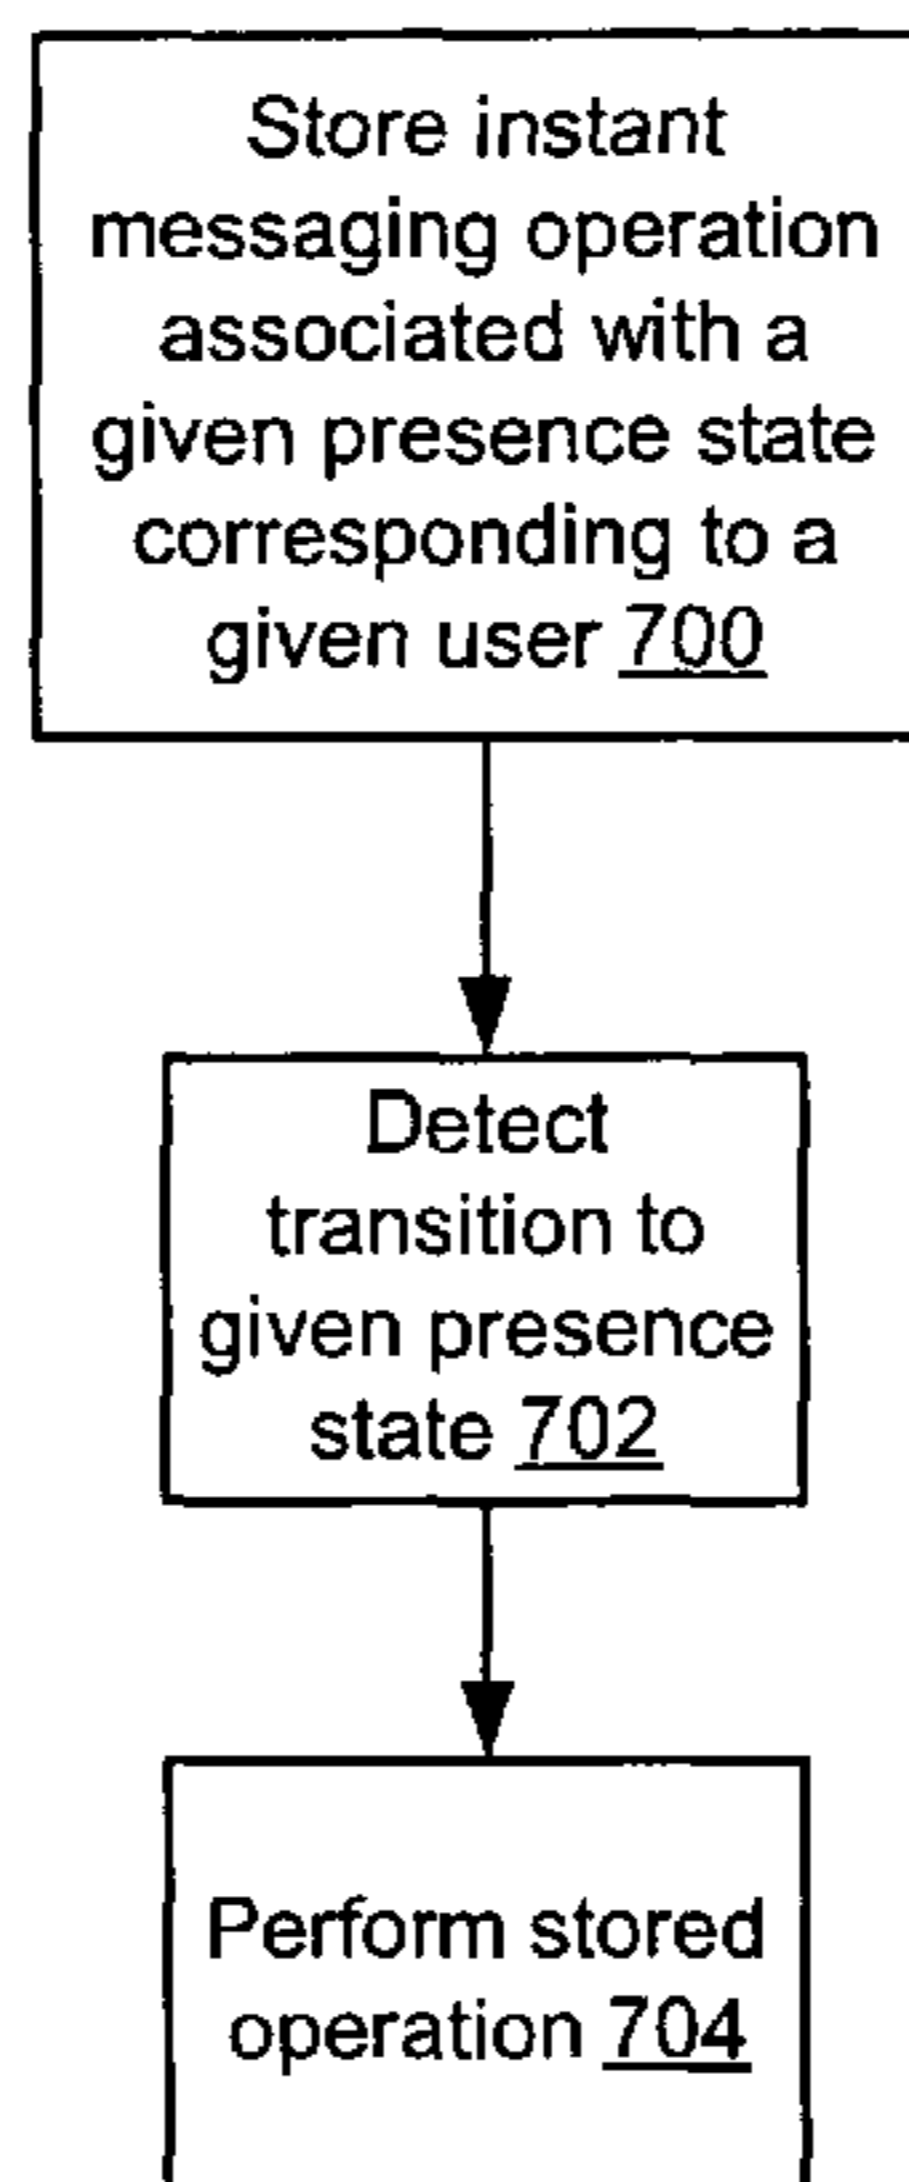 Store instant
messaging operation
associated with a
given presence state
corresponding to a
given user 700
Detect
transition to
given presence
state 702
Perform stored
operation 704